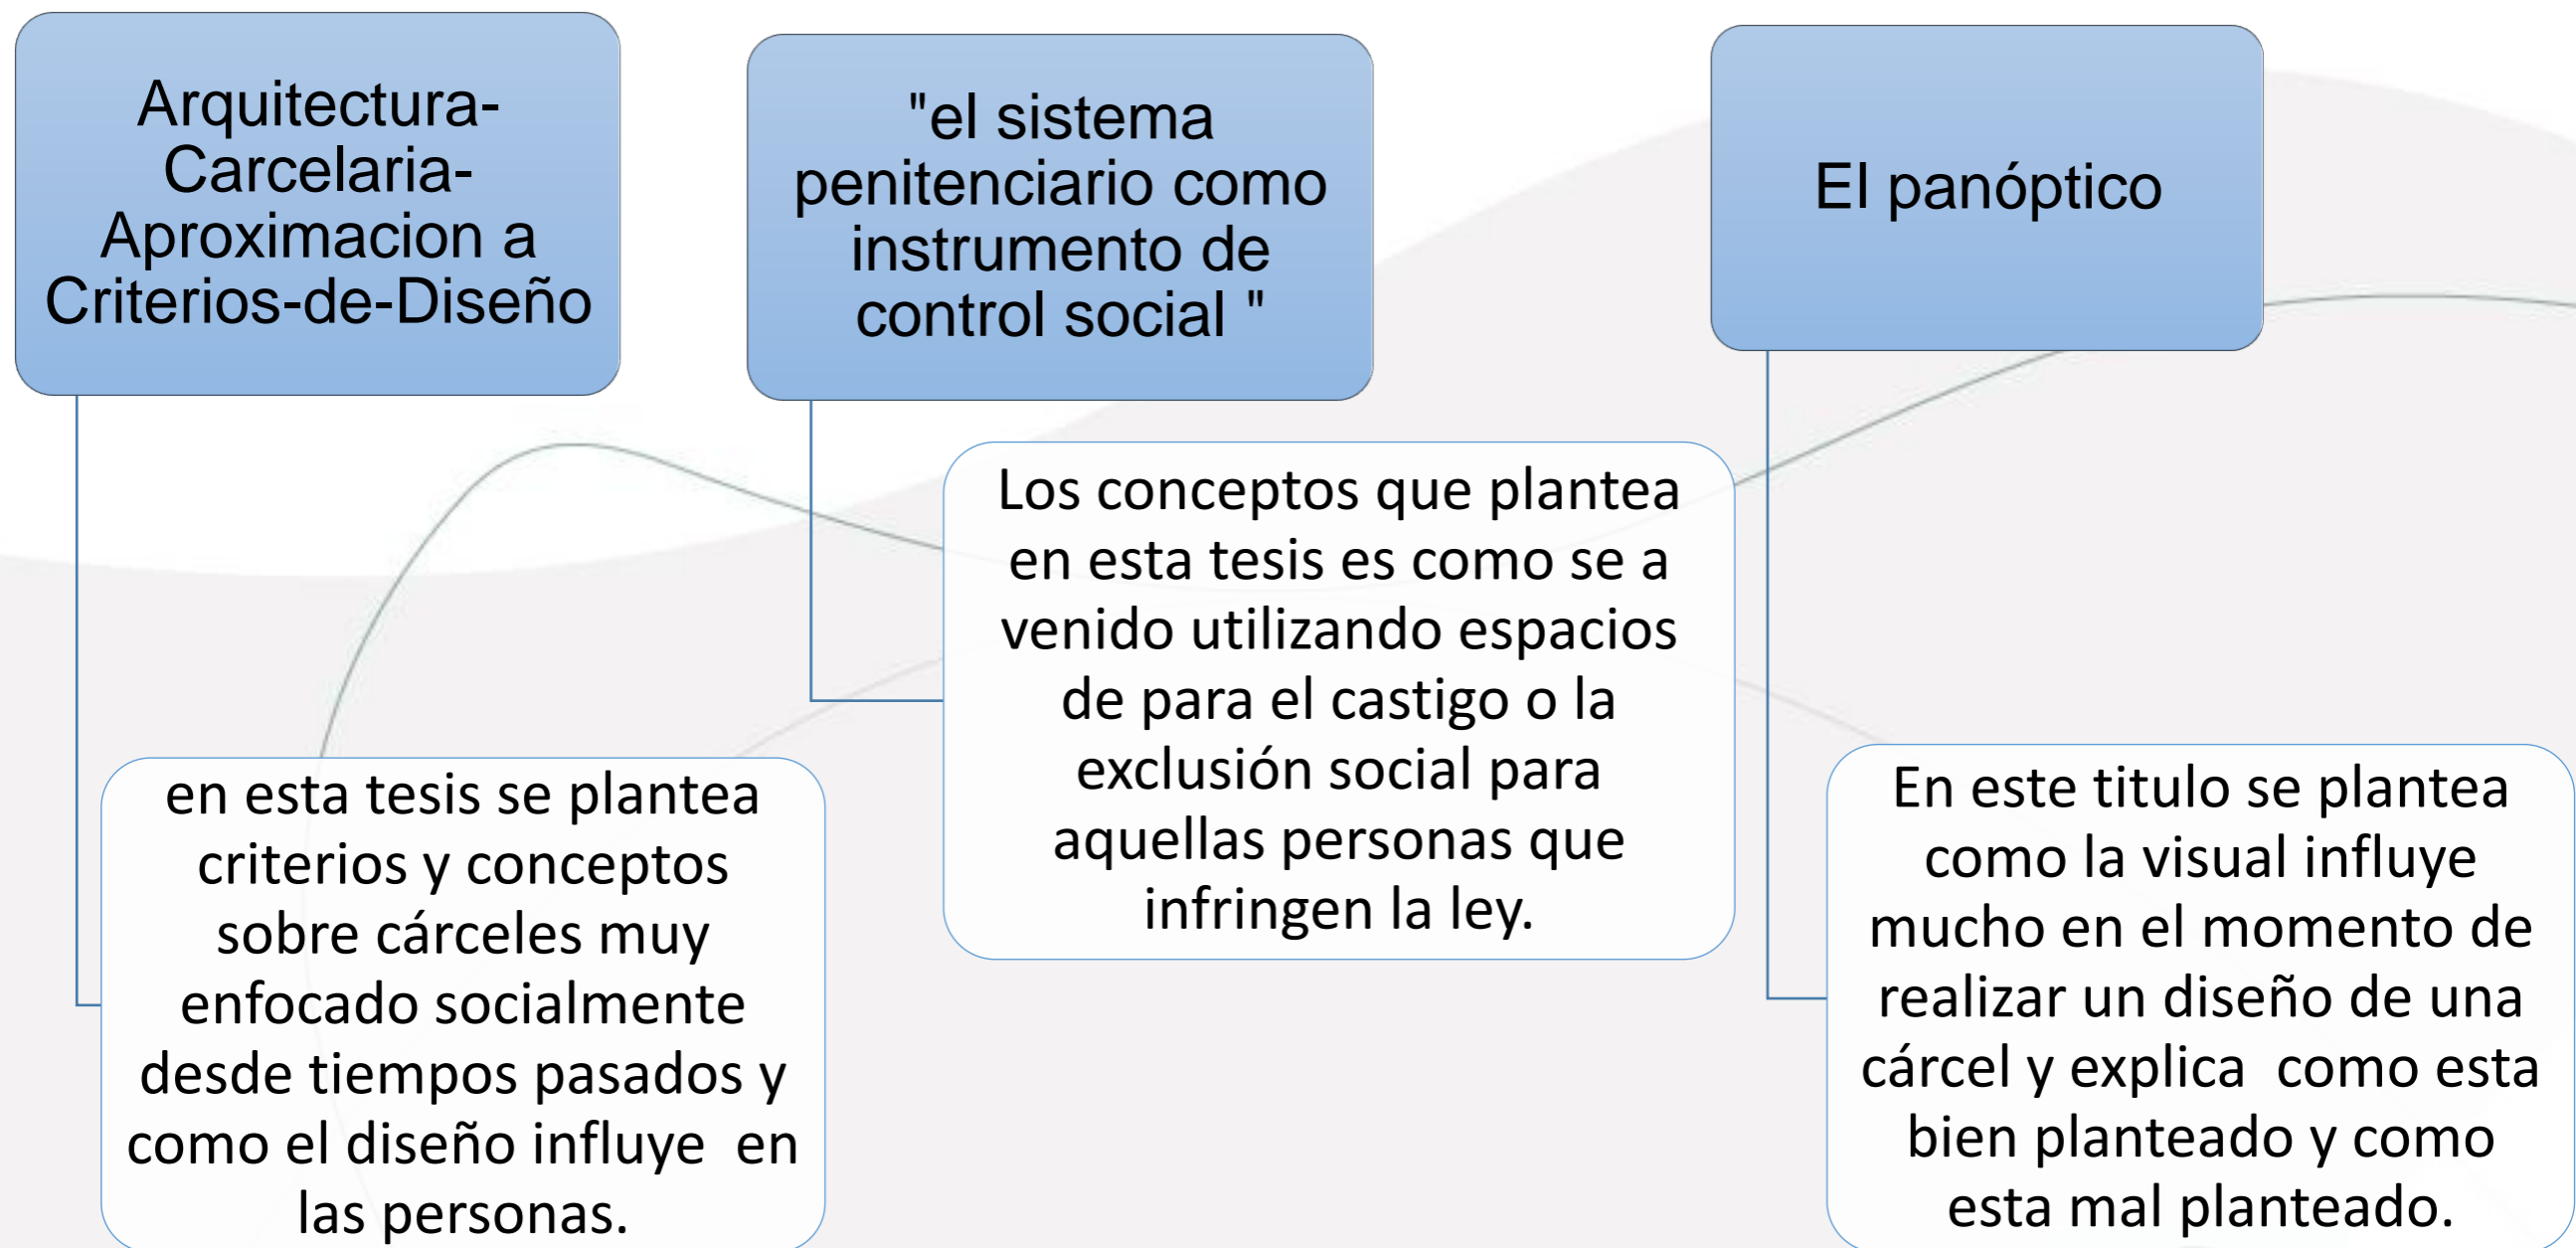 Arquitectura-
Carcelaria-
Aproximacion a
Criterios-de-Diseño
en esta tesis se plantea
criterios y conceptos
sobre cárceles muy
enfocado socialmente
desde tiempos pasados y
como el diseño influye  en
las personas.
"el sistema
penitenciario como
instrumento de
control social "
Los conceptos que plantea
en esta tesis es como se a
venido utilizando espacios
de para el castigo o la
exclusión social para
aquellas personas que
infringen la ley.
El panóptico
En este titulo se plantea
como la visual influye
mucho en el momento de
realizar un diseño de una
cárcel y explica  como esta
bien planteado y como
esta mal planteado.